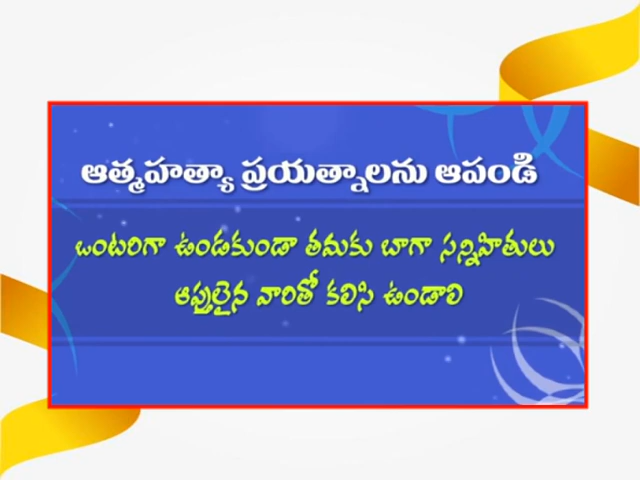 ఆత్మహత్యా ప్రయత్నాలను ఆపండి
ఒంటరిగా ఉండకుండా తమకు బాగా సన్నిహితులు
ఆప్తులైన వారితో కలిసి ఉండాలి